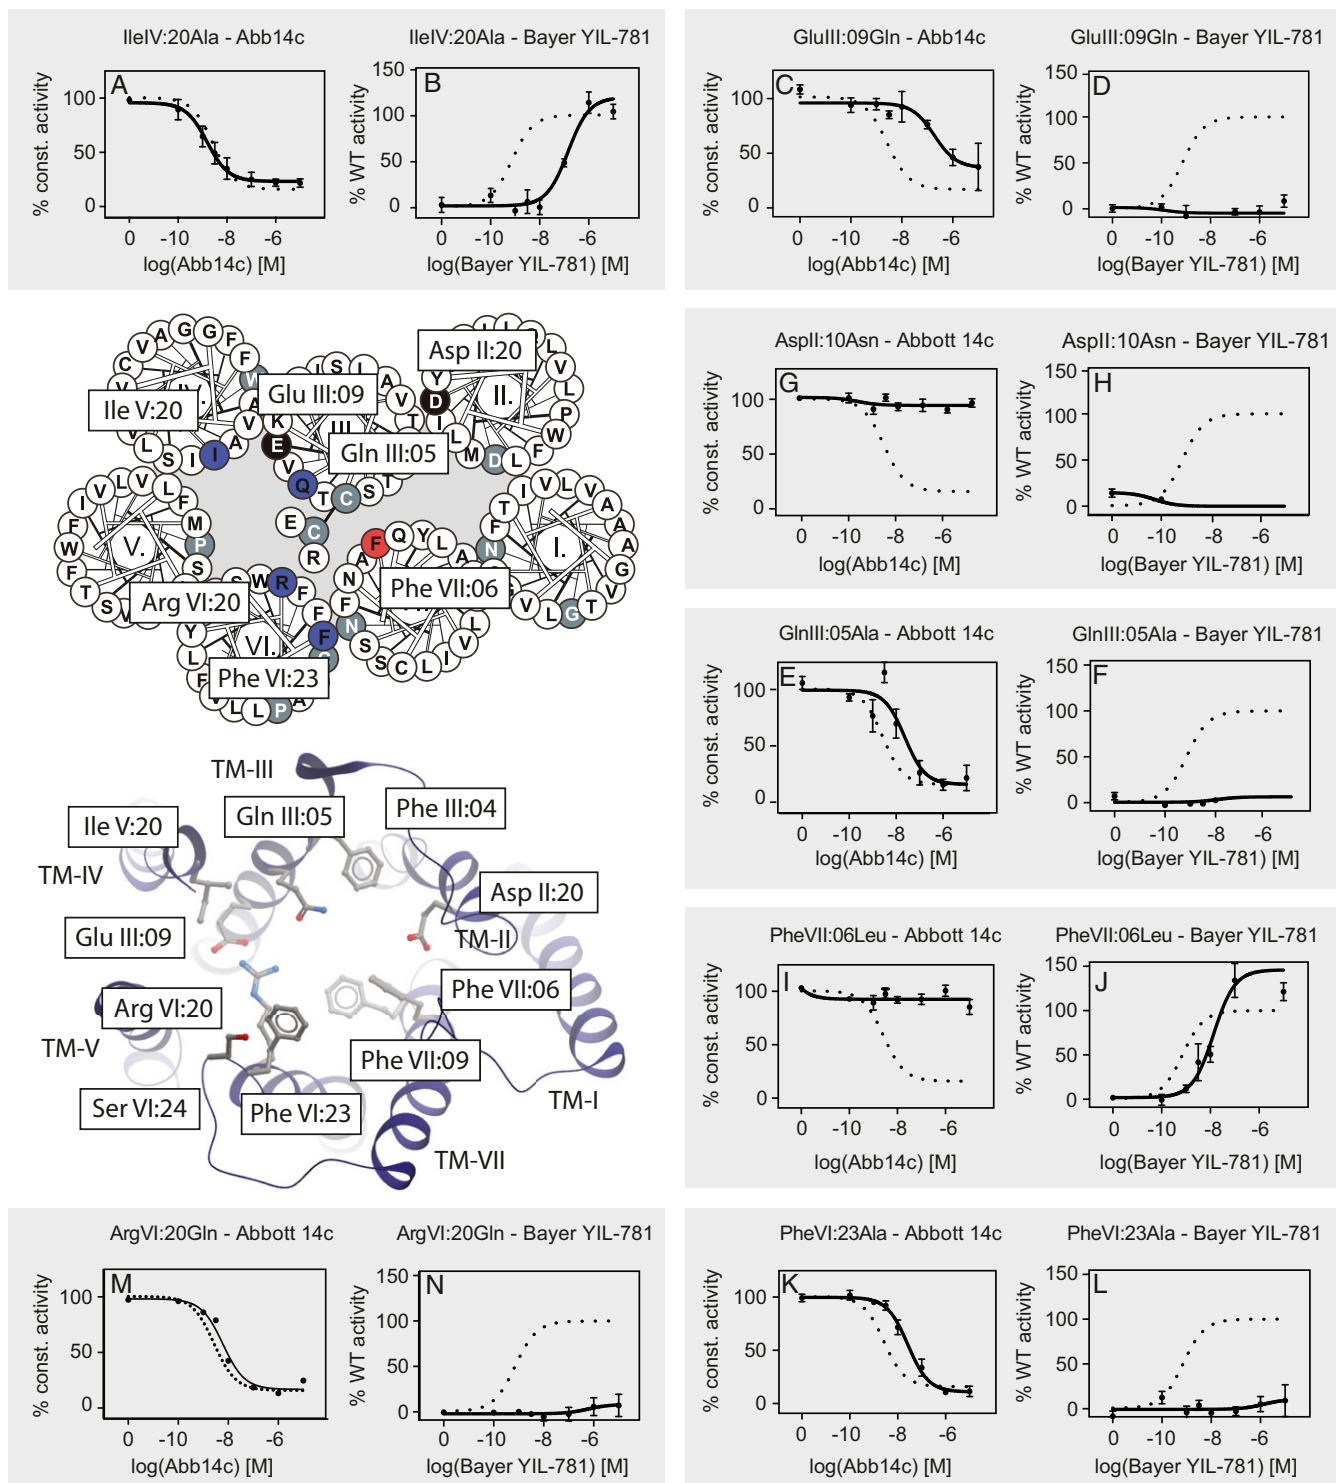 IleIV:20Ala - Abb14c
IleIV:20Ala - Bayer YIL-781
A
% const. activity
100
50
0
0 -10 -8 -6
log(Abb14c) [M]
B
% WT activity
150
100
50
0
0 -10 -8 -6
log(Bayer YIL-781) [M]
GluIII:09Gln - Abb14c
GluIII:09Gln - Bayer YIL-781
C
% const. activity
100
50
0
0 -10 -8 -6
log(Abb14c) [M]
D
% WT activity
150
100
50
0
0 -10 -8 -6
log(Bayer YIL-781) [M]
Asp II:20
Glu III:09
Ile V:20
Gln III:05
Arg VI:20
Phe VII:06
Phe VI:23
II.
III
I.
V.
VI.
AspII:10Asn - Abbott 14c
AspII:10Asn - Bayer YIL-781
G
% const. activity
100
50
0
0 -10 -8 -6
log(Abb14c) [M]
H
% WT activity
150
100
50
0
0 -10 -8 -6
log(Bayer YIL-781) [M]
GlnIII:05Ala - Abbott 14c
GlnIII:05Ala - Bayer YIL-781
E
% const. activity
100
50
0
0 -10 -8 -6
log(Abb14c) [M]
F
% WT activity
150
100
50
0
0 -10 -8 -6
log(Bayer YIL-781) [M]
TM-III
Phe III:04
Gln III:05
Ile V:20
TM-IV
Asp II:20
TM-II
Glu III:09
Arg VI:20
Phe VII:06
TM-V
Phe VII:09
Ser VI:24
Phe VI:23
TM-I
TM-VII
PheVII:06Leu - Abbott 14c
PheVII:06Leu - Bayer YIL-781
I
% const. activity
100
50
0
0 -10 -8 -6
log(Abb14c) [M]
J
% WT activity
150
100
50
0
0 -10 -8 -6
log(Bayer YIL-781) [M]
ArgVI:20Gln - Abbott 14c
ArgVI:20Gln - Bayer YIL-781
M
% const. activity
100
50
0
0 -10 -8 -6
log(Abb14c) [M]
N
% WT activity
150
100
50
0
0 -10 -8 -6
log(Bayer YIL-781) [M]
PheVI:23Ala - Abbott 14c
PheVI:23Ala - Bayer YIL-781
K
% const. activity
100
50
0
0 -10 -8 -6
log(Abb14c) [M]
L
% WT activity
150
100
50
0
0 -10 -8 -6
log(Bayer YIL-781) [M]